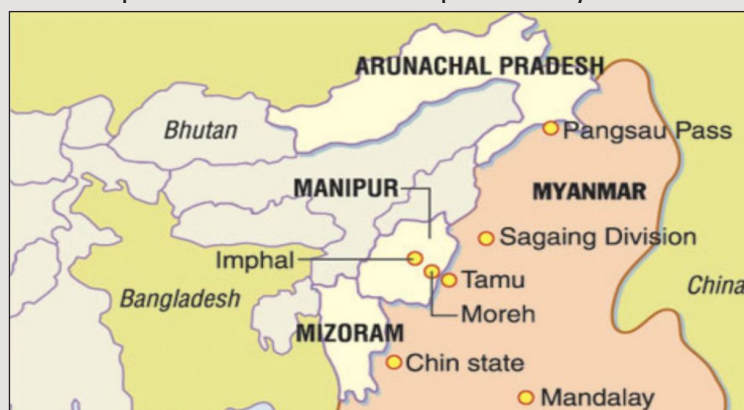 ARUNACHAL PRADESH
Bhutan
Pangsau Pass
MANIPUR
MYANMAR
Sagaing Division
Imphal
Tamu
China
Bangladesh
Moreh
MIZORAM
Chin state
Mandalay